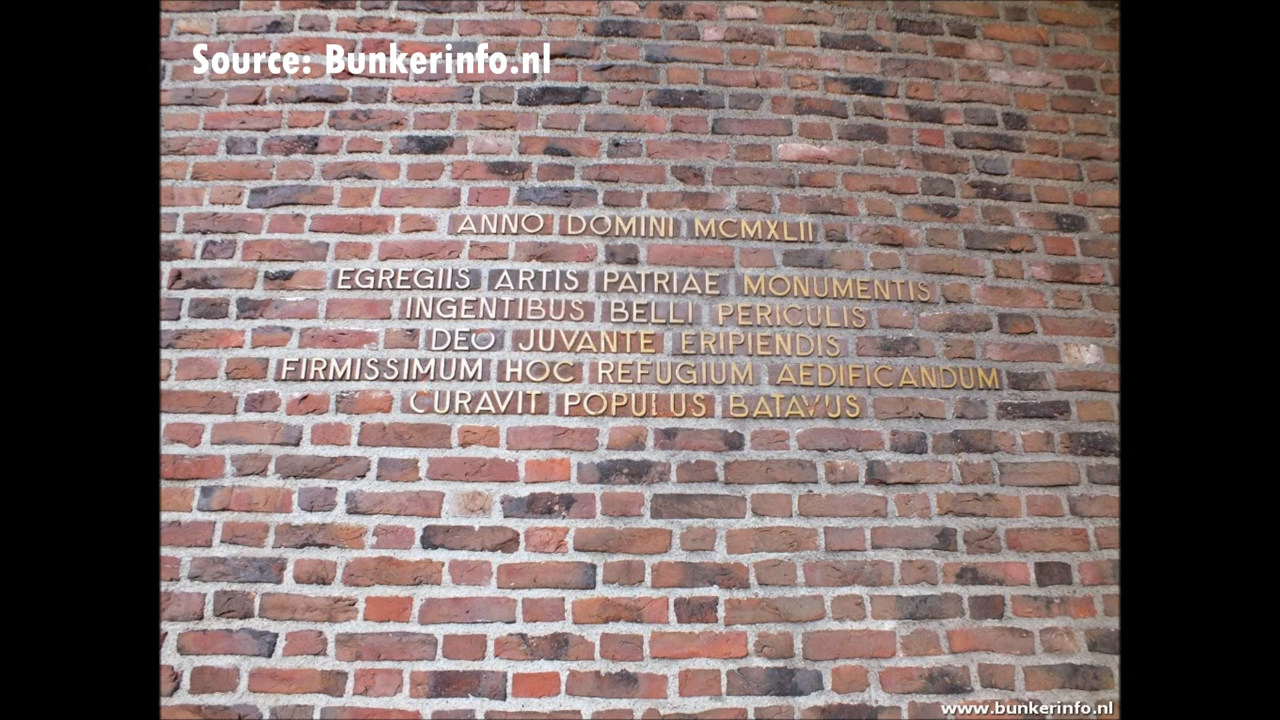 Source: Bunkerinfo.nl
ANNO DOMINI MCMXLII
EGREGIIS ARTIS PATRIAE MONUMENTIS
INGENTIBUS BELLI PERICULIS
DEO JUVANTE ERIPIENDIS
FIRMISSIMUM HOC REFUGIUM AEDIFICANDUM
CURAVIT POPULUS BATAVUS
www.bunkerinfo.nl